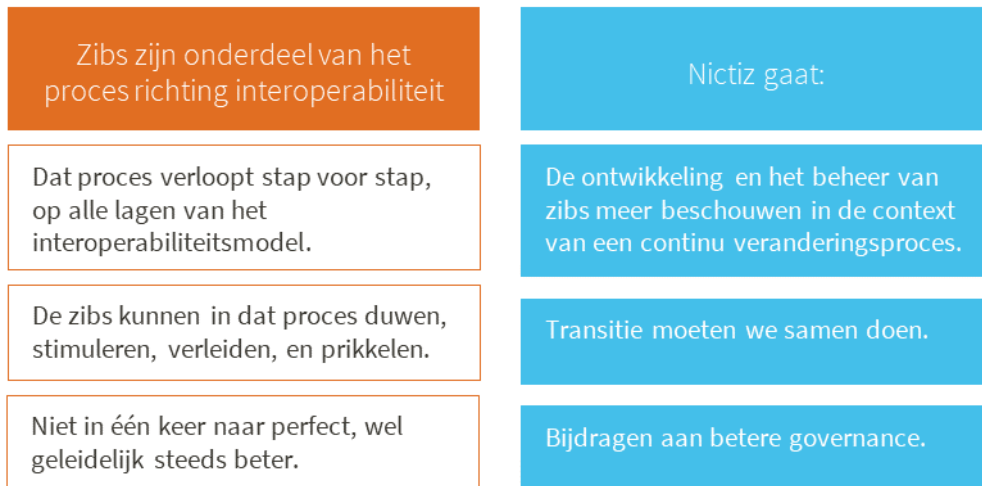 Zibs zijn onderdeel van het
proces richting interoperabiliteit
Dat proces verloopt stap voor stap,
op alle lagen van het
interoperabiliteitsmodel.
De zibs kunnen in dat proces duwen,
stimuleren, verleiden, en prikkelen.
Niet in één keer naar perfect, wel
geleidelijk steeds beter.
Nictiz gaat:
De ontwikkeling en het beheer van
zibs meer beschouwen in de context
van een continu veranderingsproces.
Transitie moeten we samen doen.
Bijdragen aan betere governance.